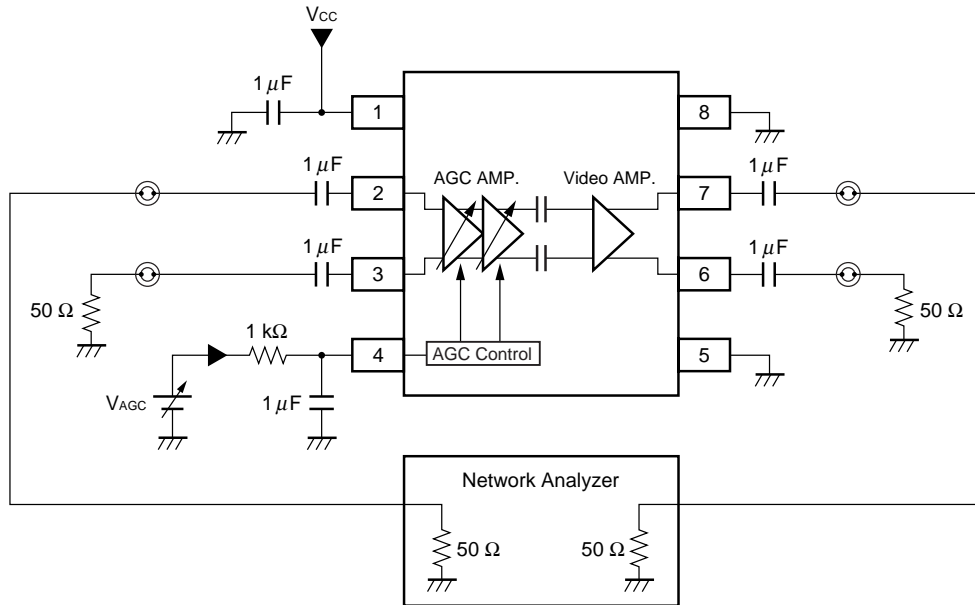 VCC
1 μF
1
8
1 μF
2
AGC AMP.
Video AMP.
7
1 μF
1 μF
3
6
1 μF
50 Ω
50 Ω
1 kΩ
4
AGC Control
5
VAGC
1 μF
Network Analyzer
50 Ω
50 Ω